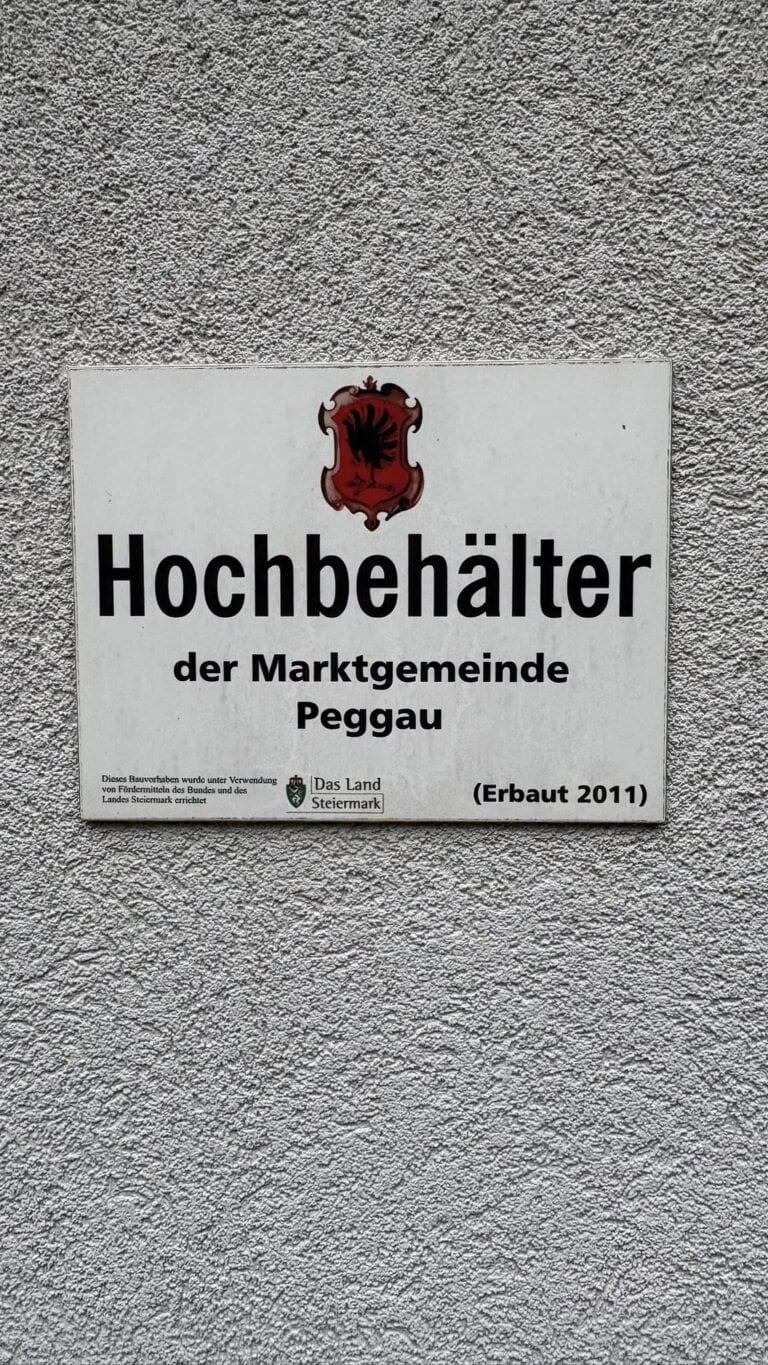 Hochbehälter
der Marktgemeinde
Peggau
Dieses Bauvorhaben wurde unter Verwendung
von Fördermitteln des Bundes und des
Landes Steiermark errichtet
Das Land
Steiermark
(Erbaut 2011)